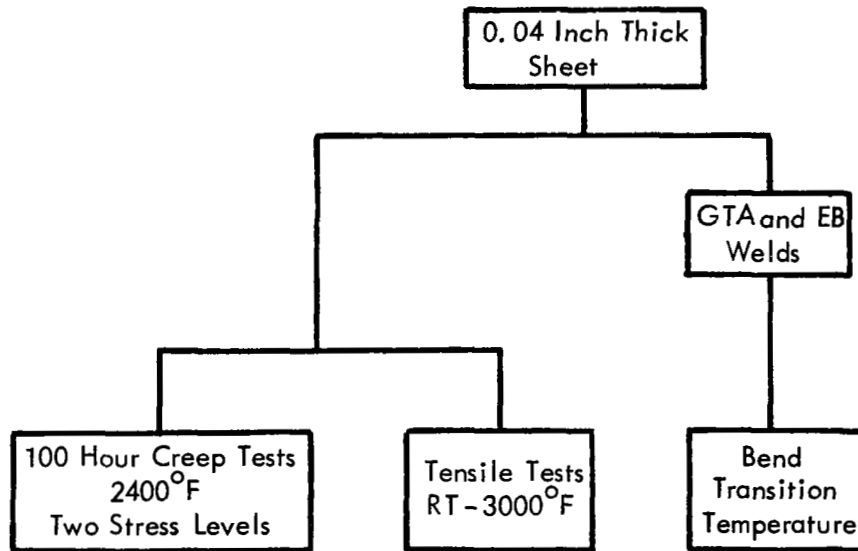 0.04 Inch Thick
Sheet
GTA and EB
Welds
100 Hour Creep Tests
2400°F
Two Stress Levels
Tensile Tests
RT-3000°F
Bend
Transition
Temperature